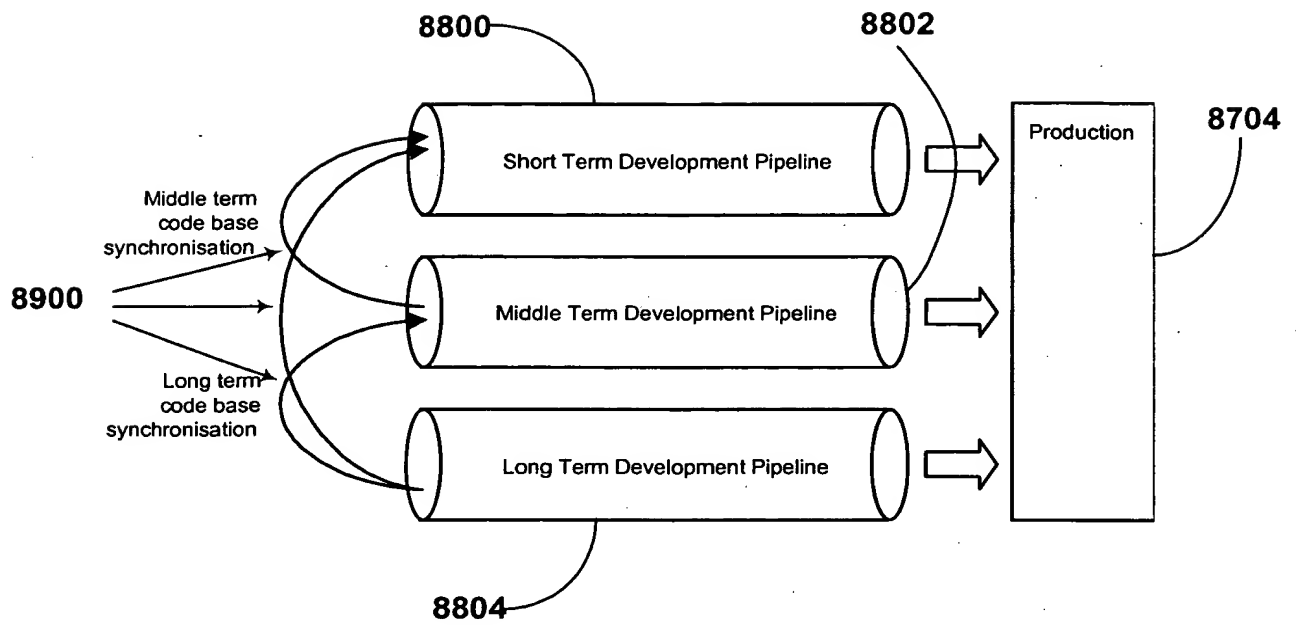 8800
8802
Production
8704
Short Term Development Pipeline
Middle term
code base
synchronisation
8900
Middle Term Development Pipeline
Long term
code base
synchronisation
Long Term Development Pipeline
8804